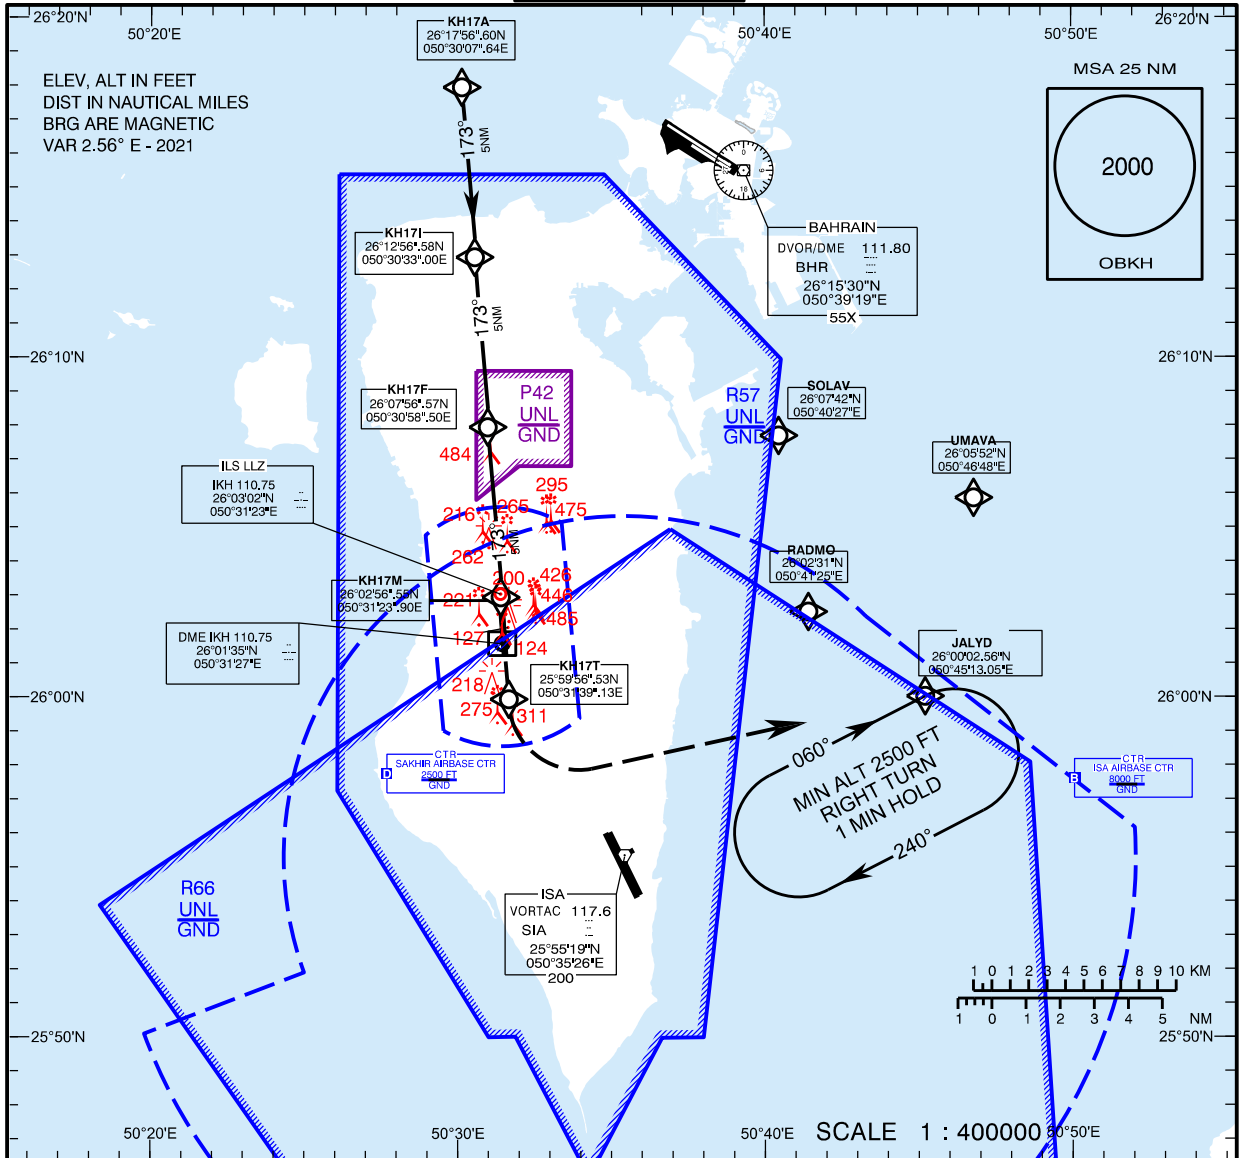 26°20'N
50°20'E
50°40'E
50°50'E
26°20'N
KH17A
26°17'56".60N
050°30'07".64E
ELEV, ALT IN FEET
DIST IN NAUTICAL MILES
BRG ARE MAGNETIC
VAR 2.56° E - 2021
MSA 25 NM
2000
OBKH
173°
5NM
KH17I
26°12'56".58N
050°30'33".00E
0
9
18
27
BAHRAIN
DVOR/DME 111.80
BHR
26°15'30"N
050°39'19"E
55X
173°
5NM
26°10'N
26°10'N
KH17F
26°07'56".57N
050°30'58".50E
P42
UNL
GND
R57
UNL
GND
SOLAV
26°07'42"N
050°40'27"E
UMAVA
26°05'52"N
050°46'48"E
484
ILS LLZ
IKH 110.75
26°03'02"N
050°31'23"E
295
216
265
475
173°
5NM
262
RADMO
26°02'31"N
050°41'25"E
KH17M
26°02'56".55N
050°31'23".90E
200
426
221
446
485
DME IKH 110.75
26°01'35"N
050°31'27"E
127
124
JALYD
26°00'02.56"N
050°45'13.05"E
KH17T
25°59'56".53N
050°31'39".13E
218
275
311
26°00'N
26°00'N
CTR
SAKHIR AIRBASE CTR
2500 FT
GND
D
060°
MIN ALT 2500 FT
RIGHT TURN
1 MIN HOLD
240°
B
CTR
ISA AIRBASE CTR
8000 FT
GND
R66
UNL
GND
ISA
VORTAC 117.6
SIA
25°55'19"N
050°35'26"E
200
1 0 1 2 3 4 5 6 7 8 9 10 KM
1 0 1 2 3 4 5 NM
25°50'N
25°50'N
50°20'E
50°30'E
50°40'E
SCALE 1 : 400000
50°50'E